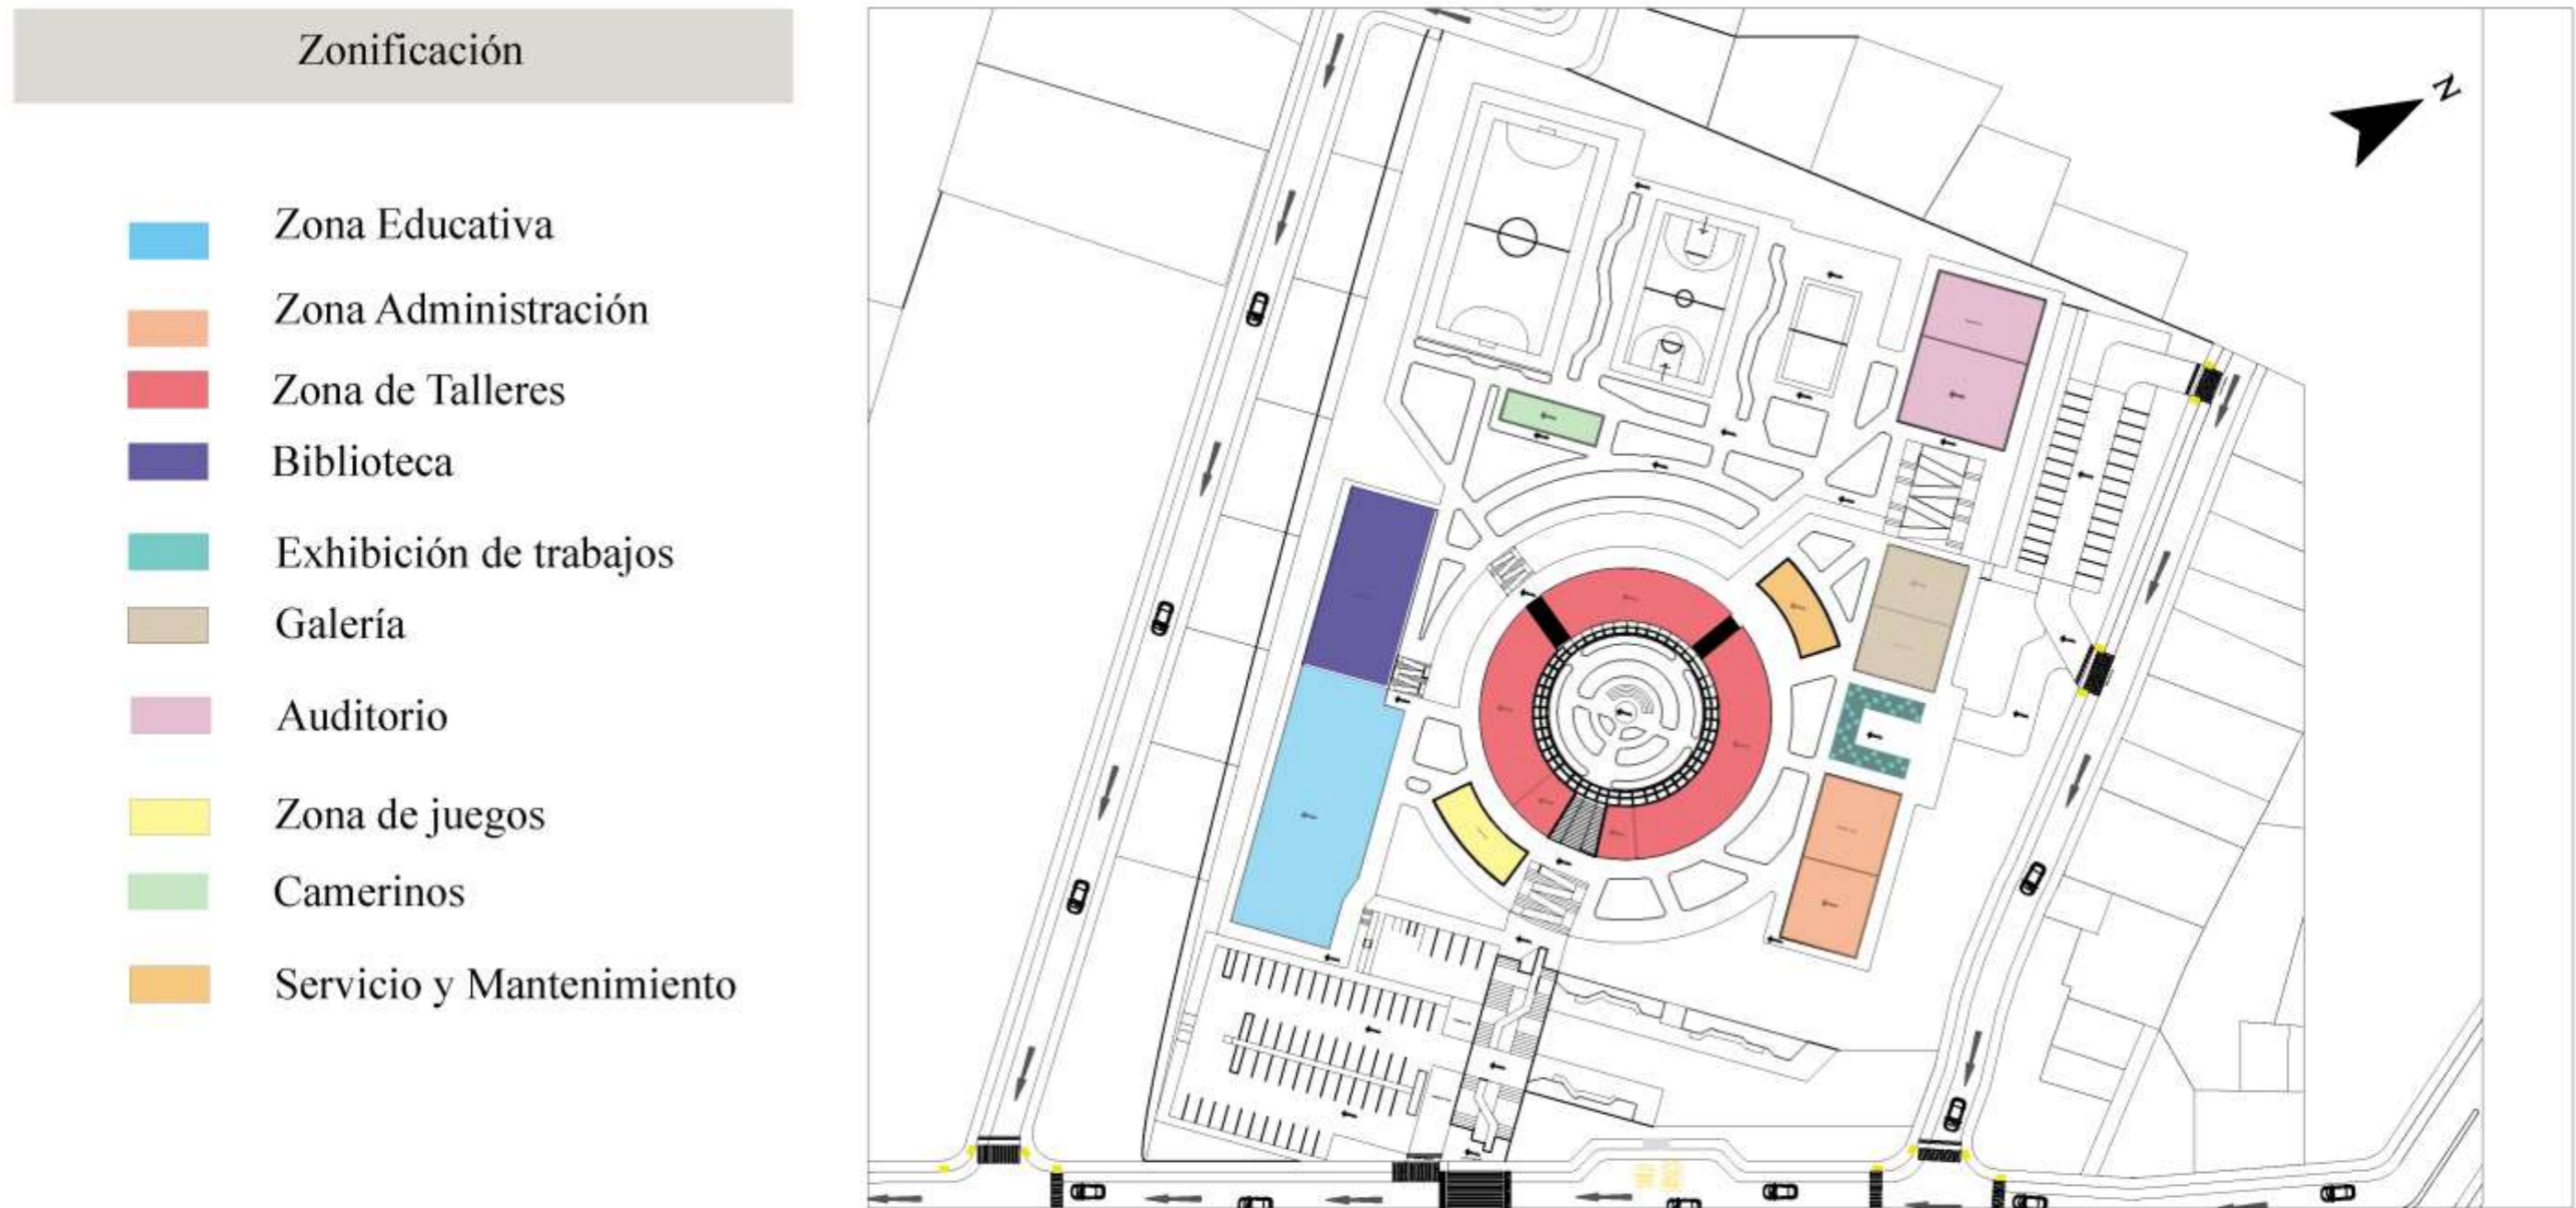 Zonificación
Zona Educativa
Zona Administración
Zona de Talleres
Biblioteca
Exhibición de trabajos
Galería
Auditorio
Zona de juegos
Camerinos
Servicio y Mantenimiento
N